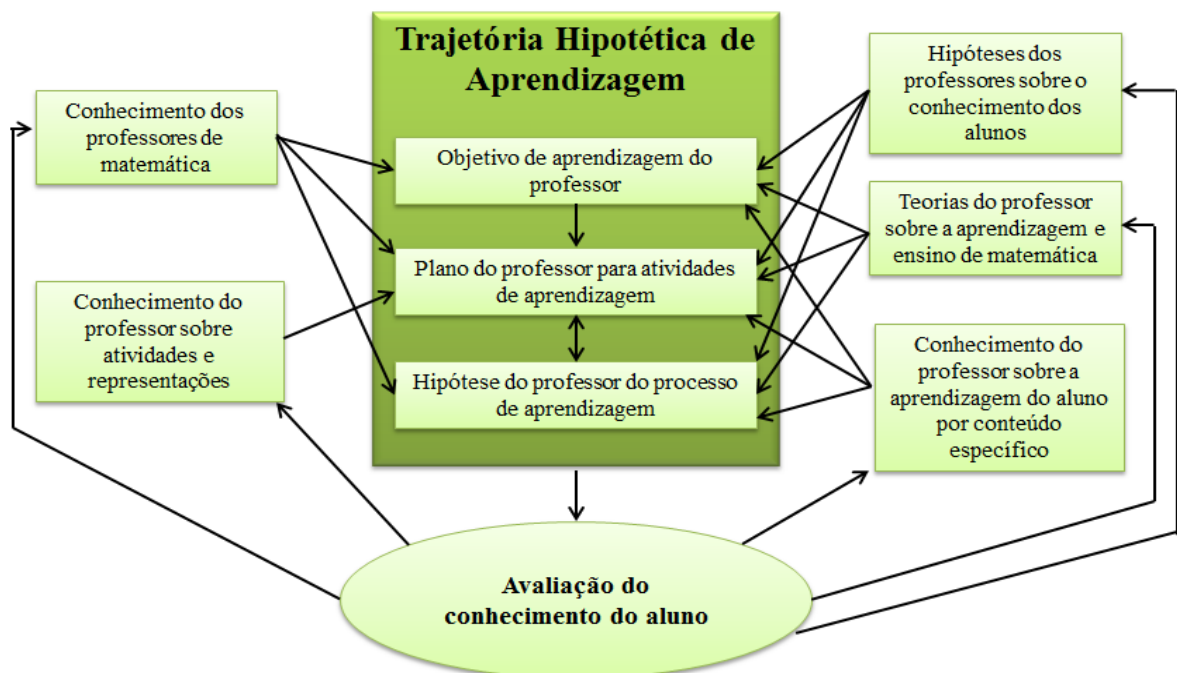 Trajetória Hipotética de
Aprendizagem
Conhecimento dos
professores de
matemática
Conhecimento do
professor sobre
atividades e
representações
Objetivo de aprendizagem do
professor
Plano do professor para atividades
de aprendizagem
Hipótese do professor do processo
de aprendizagem
Hipóteses dos
professores sobre o
conhecimento dos
alunos
Teorias do professor
sobre a aprendizagem e
ensino de matemática
Conhecimento do
professor sobre a
aprendizagem do aluno
por conteúdo
específico
Avaliação do
conhecimento do aluno